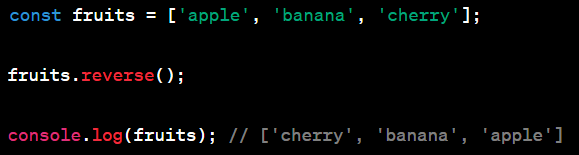 const fruits = ['apple', 'banana', 'cherry'];
fruits.reverse();
console.log(fruits); // ['cherry', 'banana', 'apple']